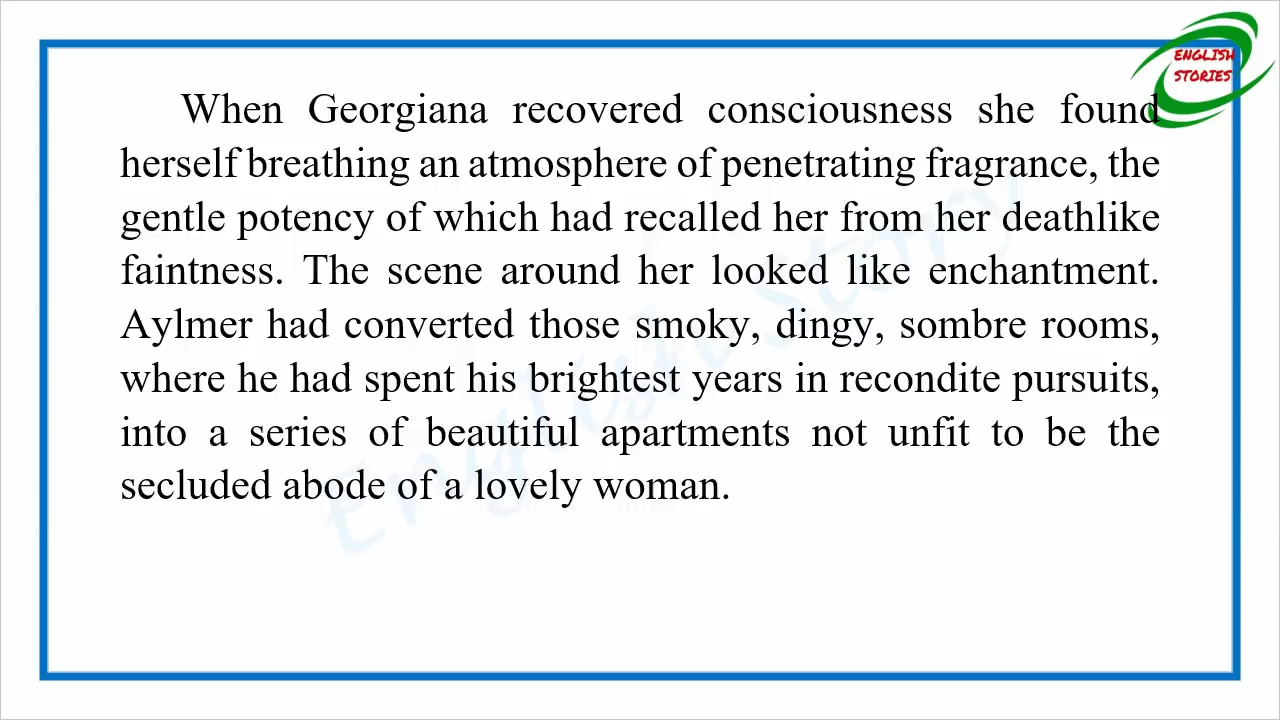 ENGLISH
STORIES
When Georgiana recovered consciousness she found
herself breathing an atmosphere of penetrating fragrance, the
gentle potency of which had recalled her from her deathlike
faintness. The scene around her looked like enchantment.
Aylmer had converted those smoky, dingy, sombre rooms,
where he had spent his brightest years in recondite pursuits,
into a series of beautiful apartments not unfit to be the
secluded abode of a lovely woman.
English Story